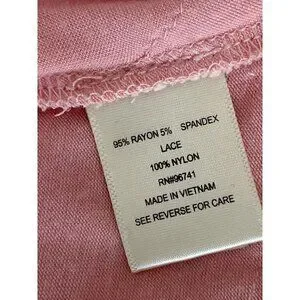 95% RAYON 5% SPANDEX
LACE
100% NYLON
RN#96741
MADE IN VIETNAM
SEE REVERSE FOR CARE